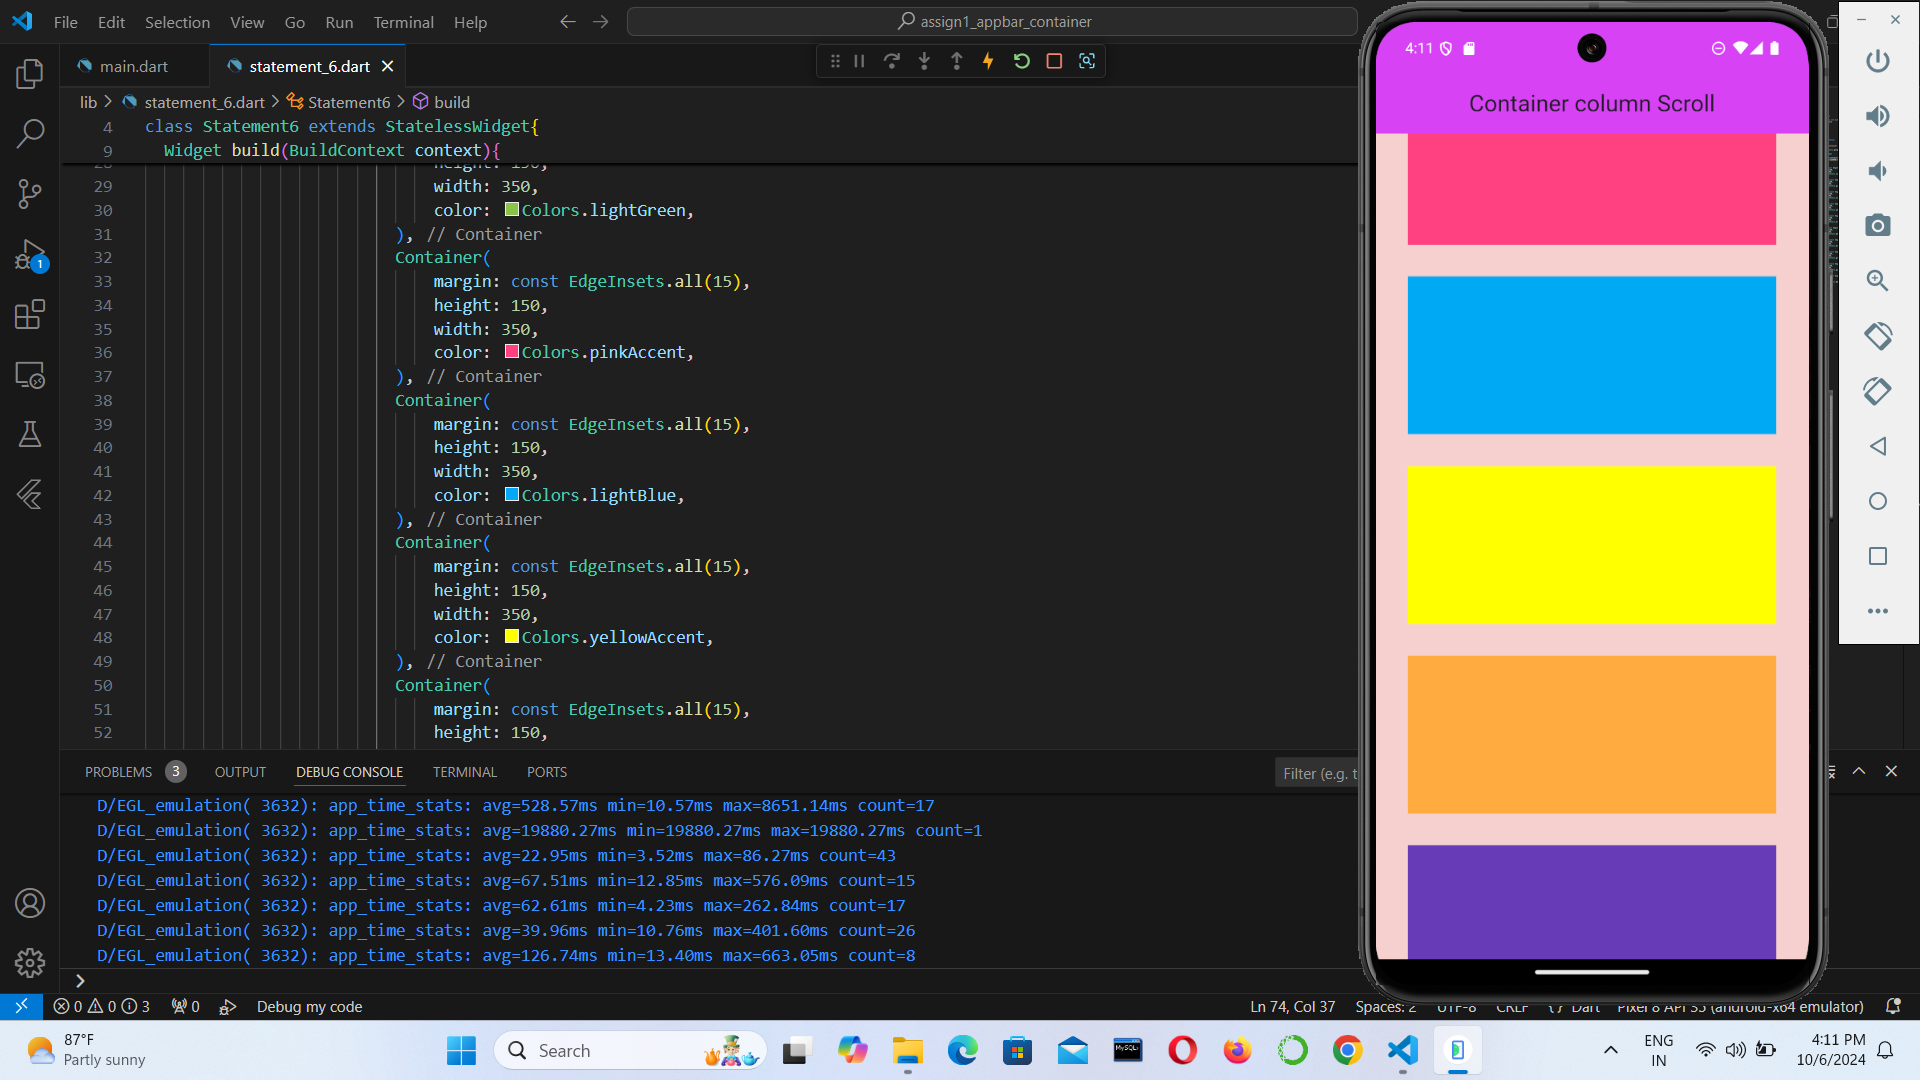 File Edit Selection View Go Run Terminal Help
assign1_appbar_container
main.dart
statement_6.dart
lib > statement_6.dart > Statement6 > build
4 class Statement6 extends StatelessWidget{
9 Widget build(BuildContext context){
29 width: 350,
30 color: Colors.lightGreen,
31 ), // Container
32 Container(
33 margin: const EdgeInsets.all(15),
34 height: 150,
35 width: 350,
36 color: Colors.pinkAccent,
37 ), // Container
38 Container(
39 margin: const EdgeInsets.all(15),
40 height: 150,
41 width: 350,
42 color: Colors.lightBlue,
43 ), // Container
44 Container(
45 margin: const EdgeInsets.all(15),
46 height: 150,
47 width: 350,
48 color: Colors.yellowAccent,
49 ), // Container
50 Container(
51 margin: const EdgeInsets.all(15),
52 height: 150,
4:11
Container column Scroll
1
PROBLEMS 3 OUTPUT DEBUG CONSOLE TERMINAL PORTS
Filter (e.g. t
D/EGL_emulation( 3632): app_time_stats: avg=528.57ms min=10.57ms max=8651.14ms count=17
D/EGL_emulation( 3632): app_time_stats: avg=19880.27ms min=19880.27ms max=19880.27ms count=1
D/EGL_emulation( 3632): app_time_stats: avg=22.95ms min=3.52ms max=86.27ms count=43
D/EGL_emulation( 3632): app_time_stats: avg=67.51ms min=12.85ms max=576.09ms count=15
D/EGL_emulation( 3632): app_time_stats: avg=62.61ms min=4.23ms max=262.84ms count=17
D/EGL_emulation( 3632): app_time_stats: avg=39.96ms min=10.76ms max=401.60ms count=26
D/EGL_emulation( 3632): app_time_stats: avg=126.74ms min=13.40ms max=663.05ms count=8
0 0 3 0 Debug my code
Ln 74, Col 37 Spaces: 2 UTF-8 CRLF {} Dart Pixel 8 API 35 (android-x64 emulator)
87°F
Partly sunny
Search
MySQL
ENG
IN
4:11 PM
10/6/2024